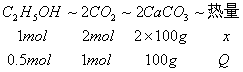 C₂H₅OH ~ 2CO₂ ~ 2CaCO₃ ~ 热量
1mol 2mol 2×100g x
0.5mol 1mol 100g Q